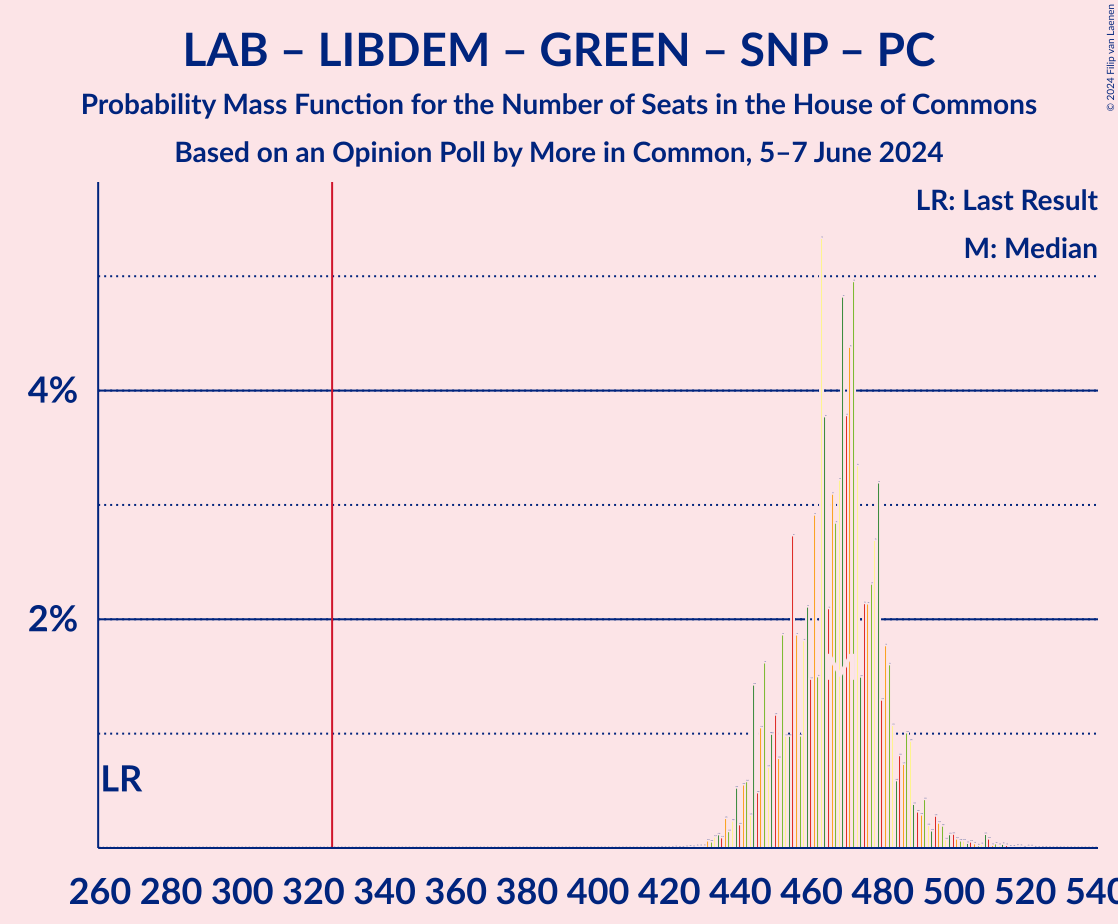 LAB – LIBDEM – GREEN – SNP – PC
Probability Mass Function for the Number of Seats in the House of Commons
Based on an Opinion Poll by More in Common, 5–7 June 2024
© 2024 Filip van Laenen
LR: Last Result
M: Median
4%
2%
LR
260 280 300 320 340 360 380 400 420 440 460 480 500 520 540